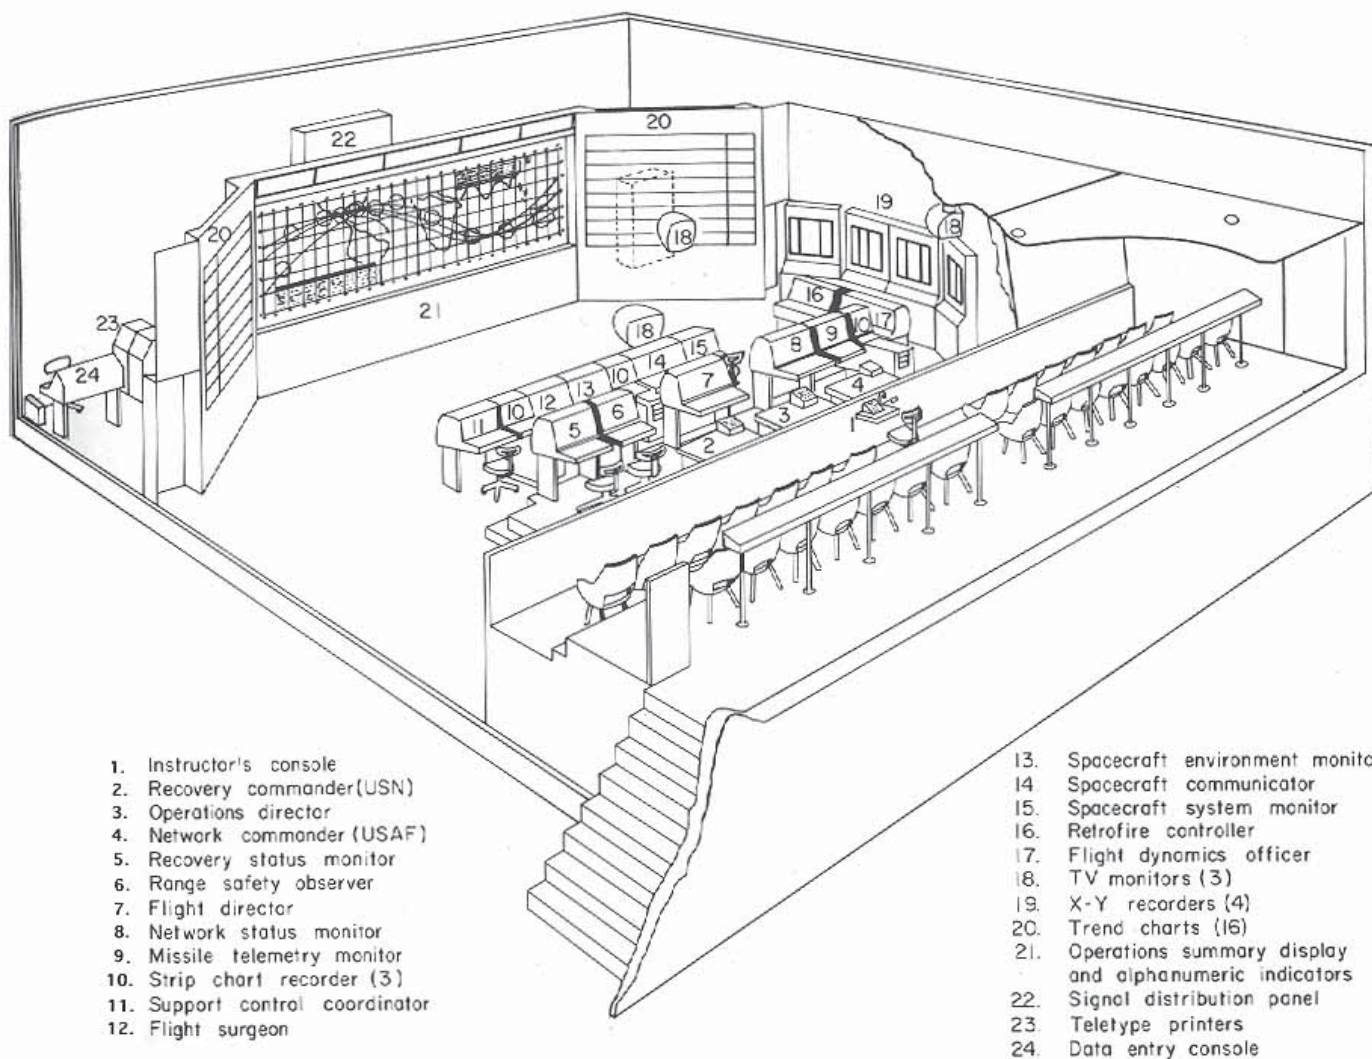 20
22
19
18
20
18
16
17
21
23
18
9
10
8
15
14
24
10
13
7
4
12
10
6
3
1
11
5
2
1. Instructor's console
2. Recovery commander (USN)
3. Operations director
4. Network commander (USAF)
5. Recovery status monitor
6. Range safety observer
7. Flight director
8. Network status monitor
9. Missile telemetry monitor
10. Strip chart recorder (3)
11. Support control coordinator
12. Flight surgeon
13. Spacecraft environment monito
14 Spacecraft communicator
15. Spacecraft system monitor
16. Retrofire controller
17. Flight dynamics officer
18. TV monitors (3)
19. X-Y recorders (4)
20. Trend charts (16)
21. Operations summary display
and alphanumeric indicators
22. Signal distribution panel
23. Teletype printers
24. Data entry console